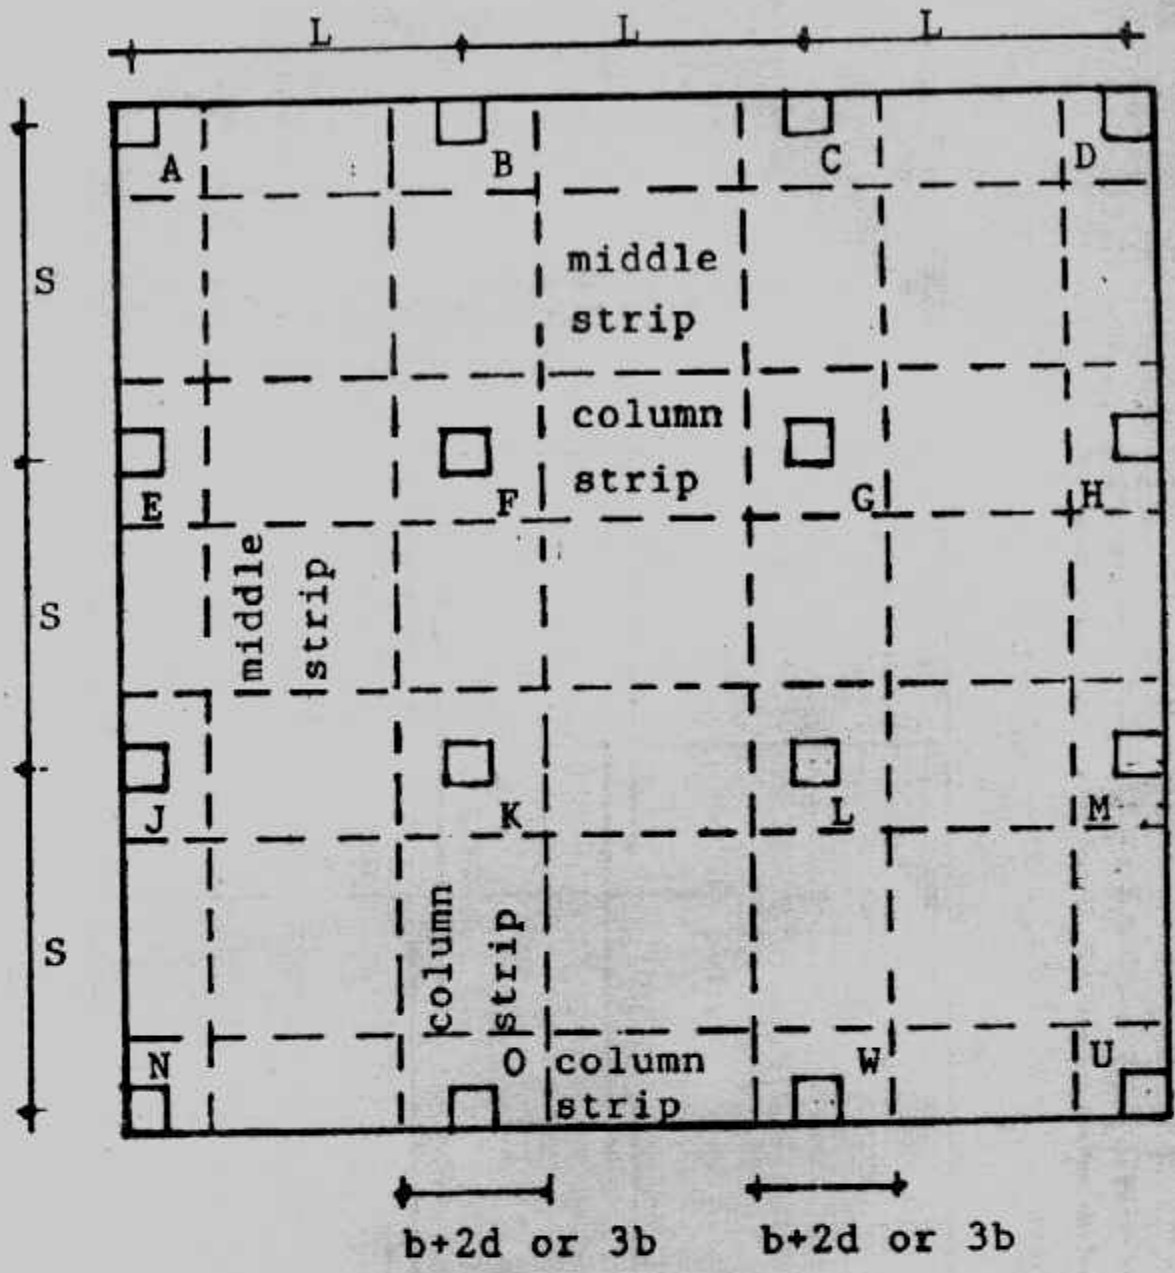 L L L
A B C D
S
middle
strip
column
strip
E F G H
middle
strip
S
J K L M
column
strip
S
N O W U
column
strip
b+2d or 3b b+2d or 3b